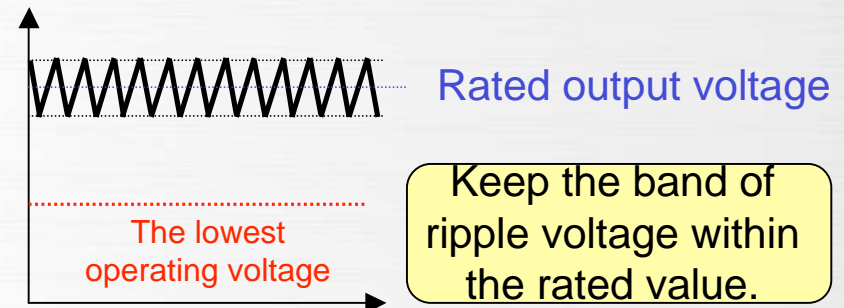 Rated output voltage
Keep the band of
ripple voltage within
the rated value.
The lowest
operating voltage